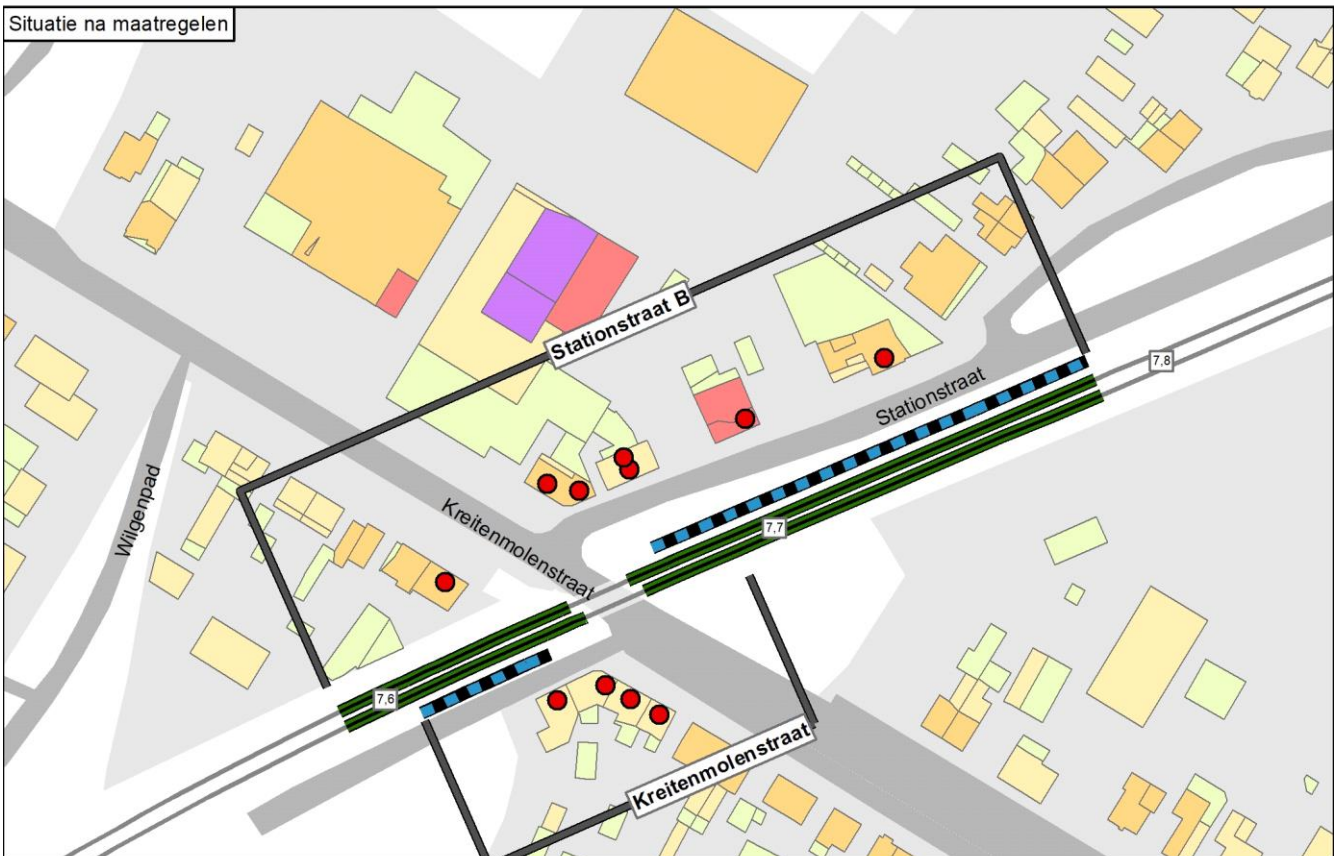 Situatie na maatregelen
Stationstraat B
7,8
Stationstraat
Wilgenpad
Kreitenmolenstraat
7,7
7,6
Kreitenmolenstraat